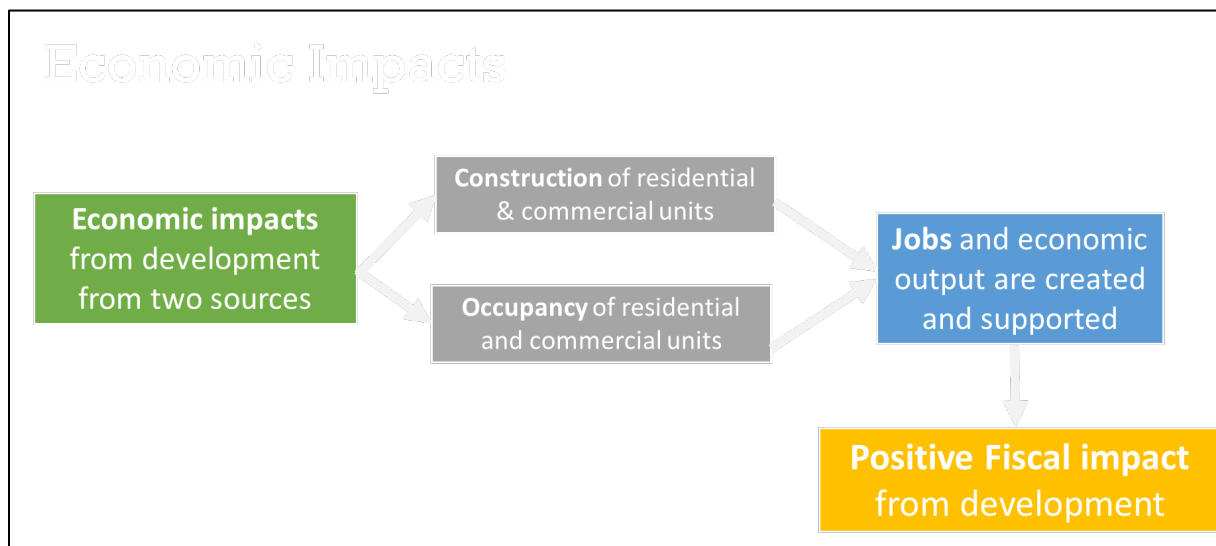 Economic Impacts
Economic impacts
from development
from two sources
Construction of residential
& commercial units
Occupancy of residential
and commercial units
Jobs and economic
output are created
and supported
Positive Fiscal impact
from development